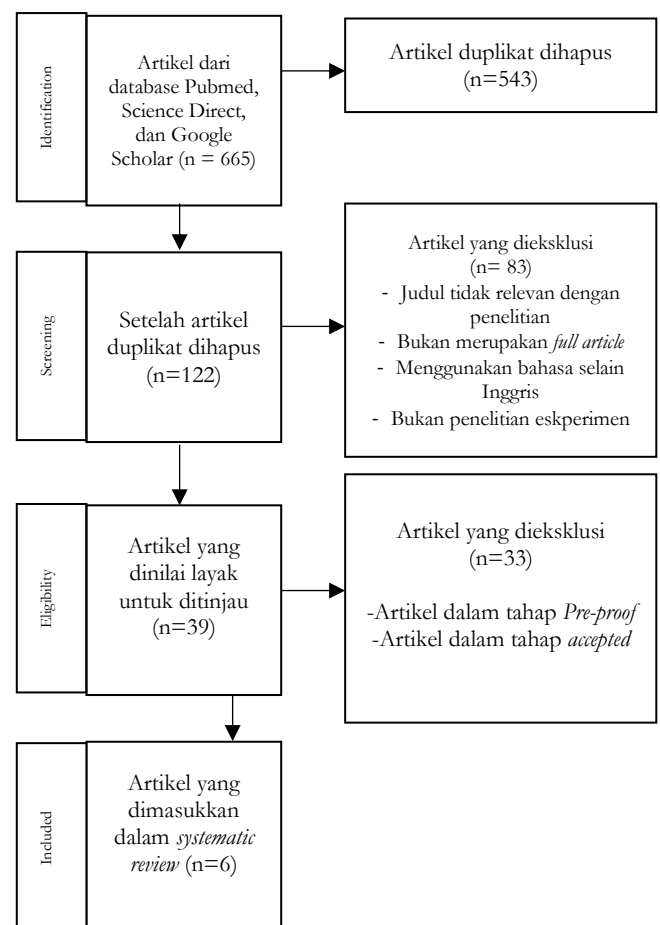 Identification
Artikel dari
database Pubmed,
Science Direct,
dan Google
Scholar (n = 665)
Artikel duplikat dihapus
(n=543)
Screening
Setelah artikel
duplikat dihapus
(n=122)
Artikel yang dieksklusi
(n= 83)
- Judul tidak relevan dengan
penelitian
- Bukan merupakan full article
- Menggunakan bahasa selain
Inggris
- Bukan penelitian eskperimen
Eligibility
Artikel yang
dinilai layak
untuk ditinjau
(n=39)
Artikel yang dieksklusi
(n=33)
-Artikel dalam tahap Pre-proof
-Artikel dalam tahap accepted
Included
Artikel yang
dimasukkan
dalam systematic
review (n=6)